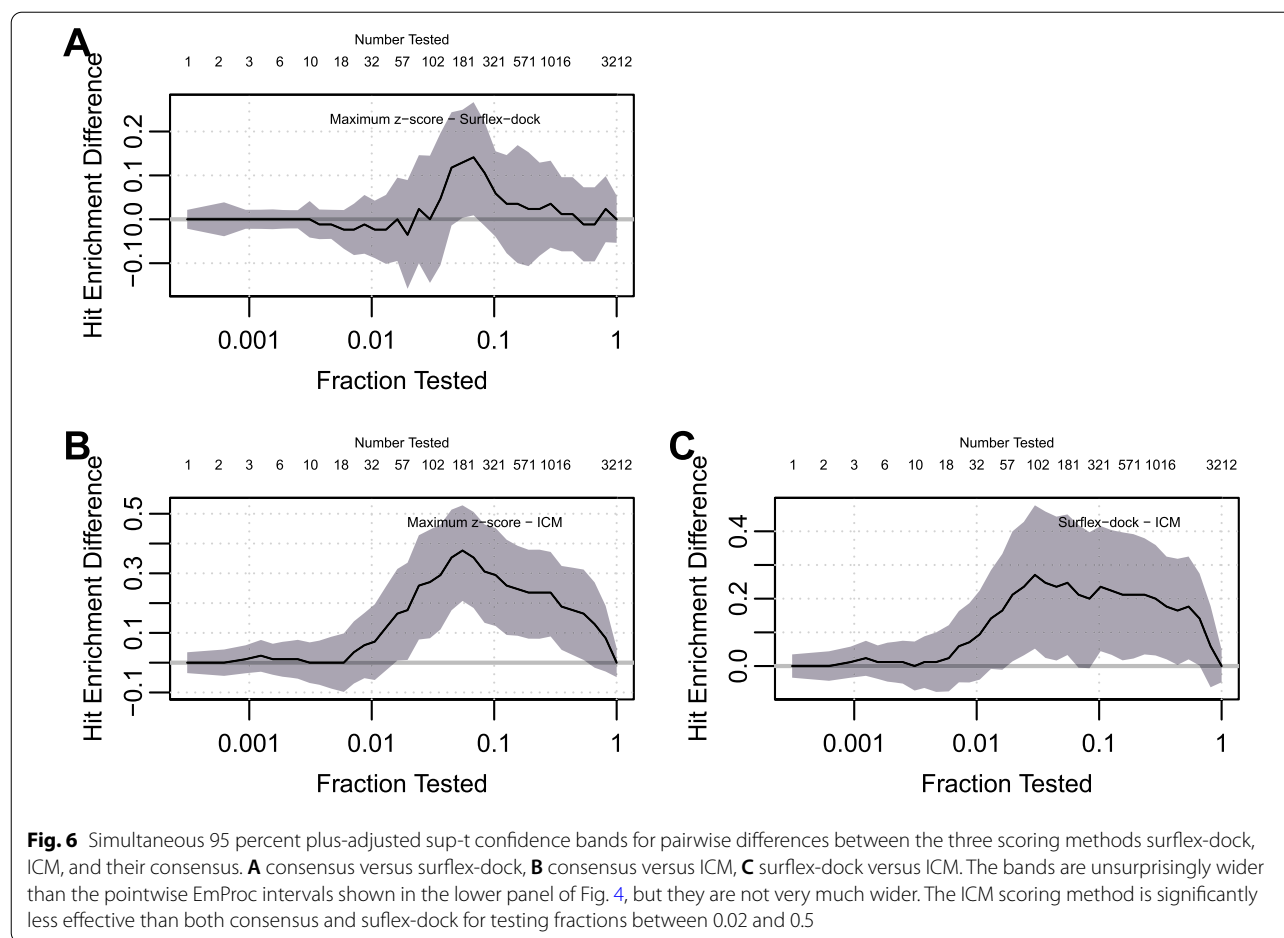 A
Number Tested
1 2 3 6 10 18 32 57 102 181 321 571 1016 3212
Maximum z−score − Surflex−dock
Hit Enrichment Difference
−0.1 0.0 0.1 0.2
0.001 0.01 0.1 1
Fraction Tested
B
Number Tested
1 2 3 6 10 18 32 57 102 181 321 571 1016 3212
Maximum z−score − ICM
Hit Enrichment Difference
−0.1 0.1 0.3 0.5
0.001 0.01 0.1 1
Fraction Tested
C
Number Tested
1 2 3 6 10 18 32 57 102 181 321 571 1016 3212
Surflex−dock − ICM
Hit Enrichment Difference
0.0 0.2 0.4
0.001 0.01 0.1 1
Fraction Tested
Fig. 6 Simultaneous 95 percent plus-adjusted sup-t confidence bands for pairwise differences between the three scoring methods surflex-dock,
ICM, and their consensus. A consensus versus surflex-dock, B consensus versus ICM, C surflex-dock versus ICM. The bands are unsurprisingly wider
than the pointwise EmProc intervals shown in the lower panel of Fig. 4, but they are not very much wider. The ICM scoring method is significantly
less effective than both consensus and suflex-dock for testing fractions between 0.02 and 0.5